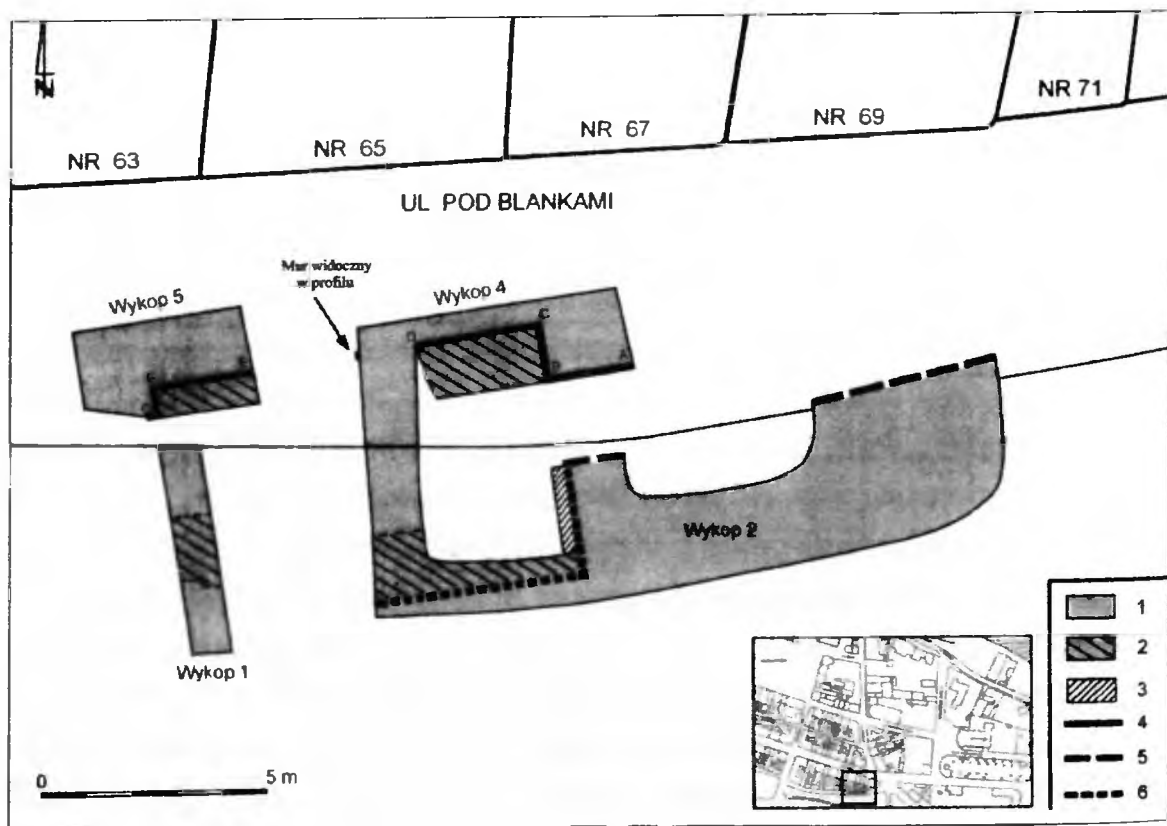 NR 63
NR 65
NR 67
NR 69
NR 71
UL POD BLANKAMI
Mur widoczny
w profilu
Wykop 5
Wykop 4
C
D
A
Wykop 2
Wykop 1
0
5 m
1
2
3
4
5
6